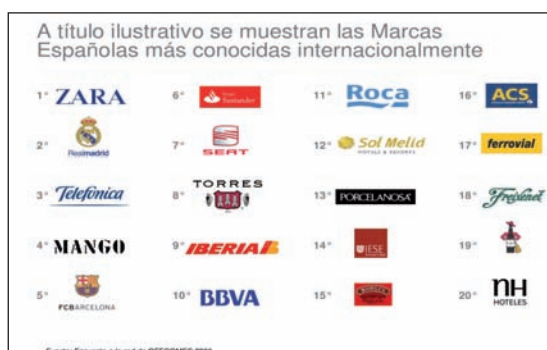 A título ilustrativo se muestran las Marcas
Españolas más conocidas internacionalmente
1° ZARA
2° Realmadrid
3° Telefónica
4° MANGO
5° FCBARCELONA
6° Santander
7° SEAT
8° TORRES
9° IBERIA
10° BBVA
11° Roca
12° Sol Meliá
HOTELS & RESORTS
13° PORCELANOSA
14° IESE
15°
16° ACS
17° ferrovial
18° Freixenet
19°
20° nH
HOTELES